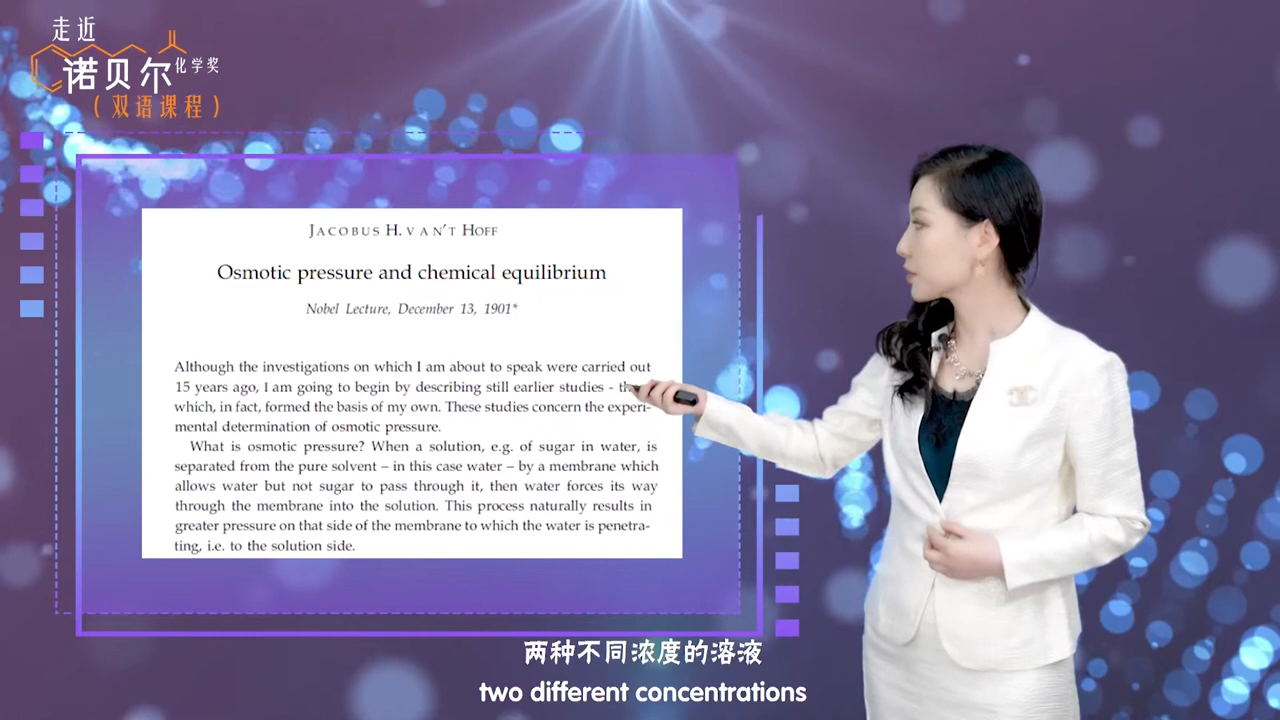 走近
诺贝尔化学奖
(双语课程)
JACOBUS H. VAN'T HOFF
Osmotic pressure and chemical equilibrium
Nobel Lecture, December 13, 1901*
Although the investigations on which I am about to speak were carried out
15 years ago, I am going to begin by describing still earlier studies -
which, in fact, formed the basis of my own. These studies concern the experi-
mental determination of osmotic pressure.
What is osmotic pressure? When a solution, e.g. of sugar in water, is
separated from the pure solvent – in this case water – by a membrane which
allows water but not sugar to pass through it, then water forces its way
through the membrane into the solution. This process naturally results in
greater pressure on that side of the membrane to which the water is penetra-
ting, i.e. to the solution side.
两种不同浓度的溶液
two different concentrations